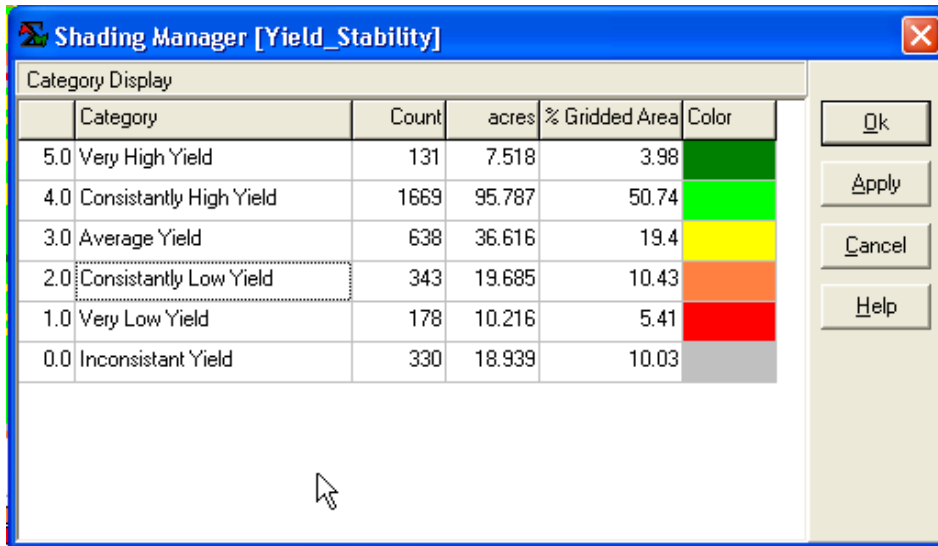 Shading Manager [Yield_Stability]
Category Display
Category Count acres % Gridded Area Color
5.0 Very High Yield 131 7.518 3.98
4.0 Consistantly High Yield 1669 95.787 50.74
3.0 Average Yield 638 36.616 19.4
2.0 Consistantly Low Yield 343 19.685 10.43
1.0 Very Low Yield 178 10.216 5.41
0.0 Inconsistant Yield 330 18.939 10.03
Ok
Apply
Cancel
Help